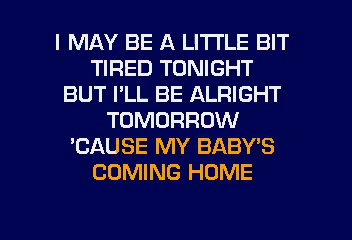 I MAY BE A LITTLE BIT
TIRED TONIGHT
BUT I'LL BE ALRIGHT
TOMORROW
'CAUSE MY BABY'S
COMING HOME